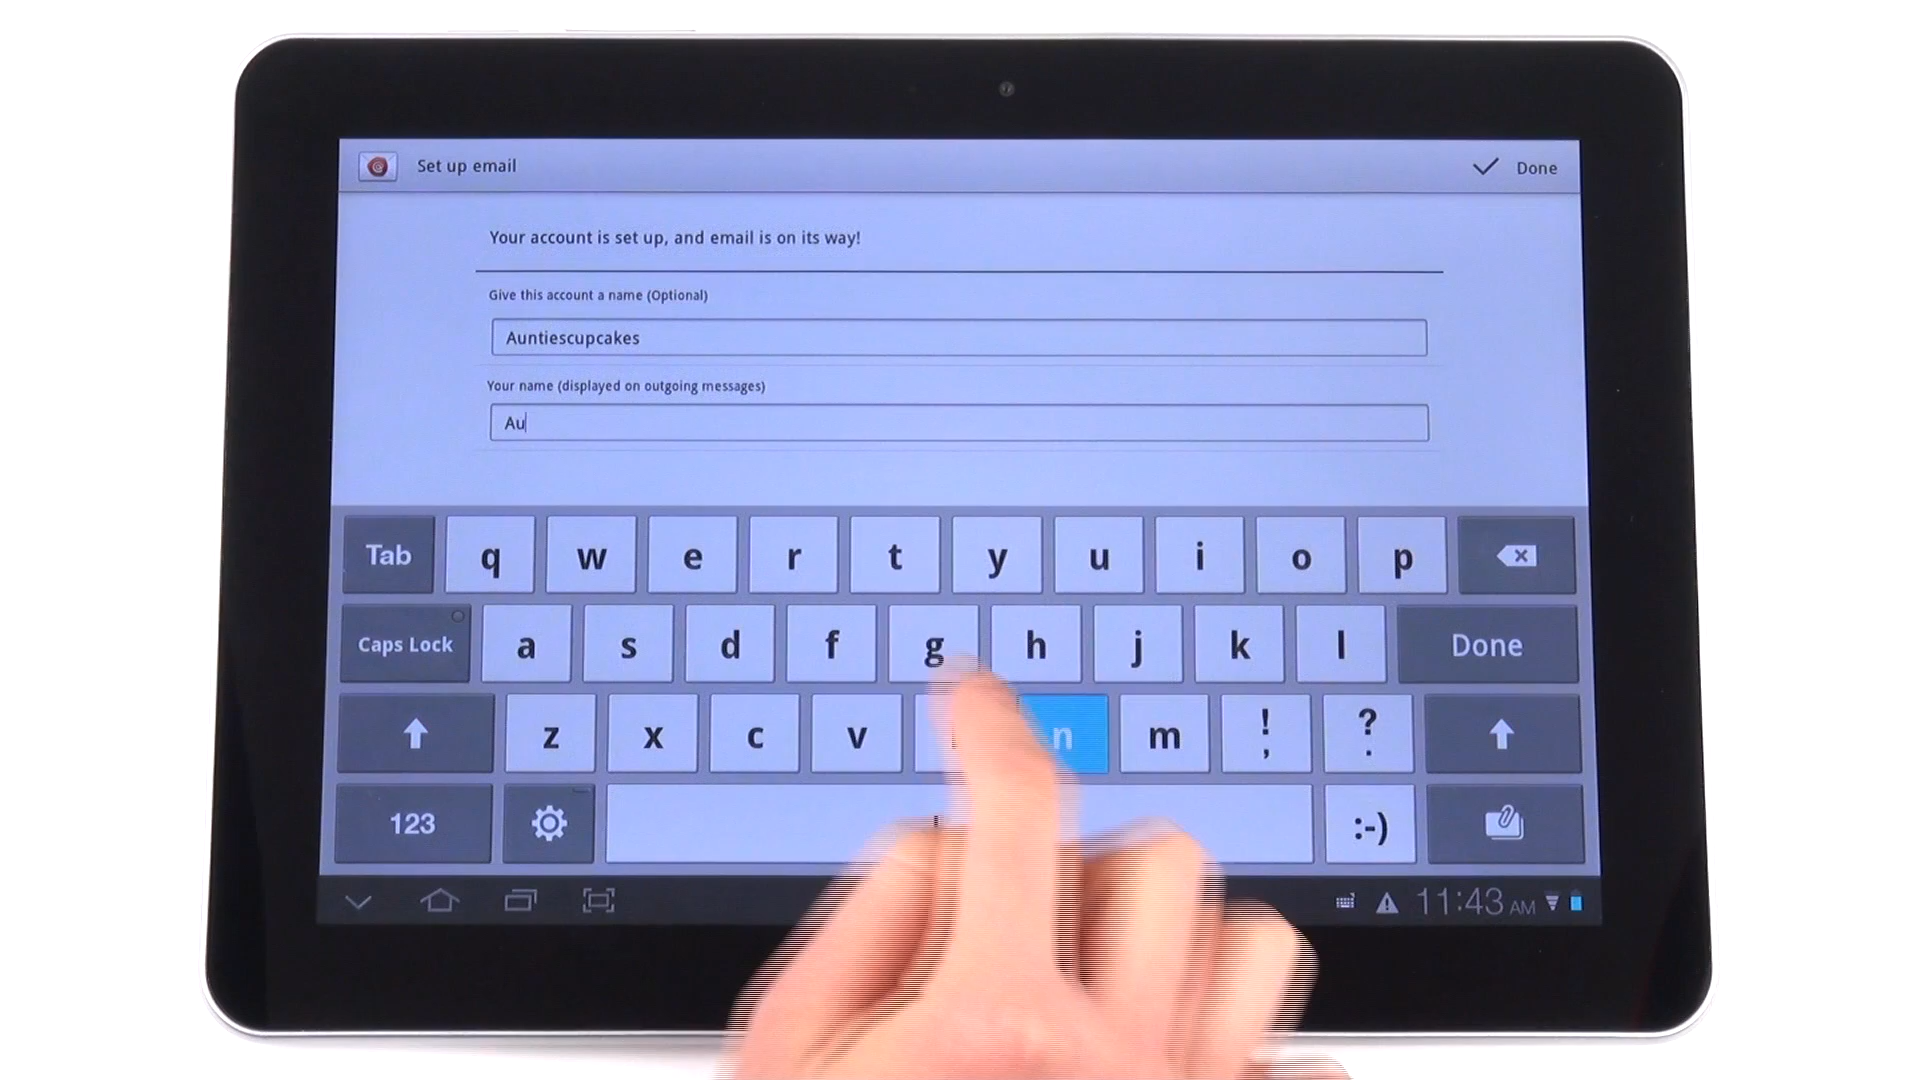 Set up email
Done
Your account is set up, and email is on its way!
Give this account a name (Optional)
Auntiescupcakes
Your name (displayed on outgoing messages)
Au
Tab q w e r t y u i o p
Caps Lock a s d f g h j k l Done
z x c v n m ! , ? .
123 :-)
11:43 AM